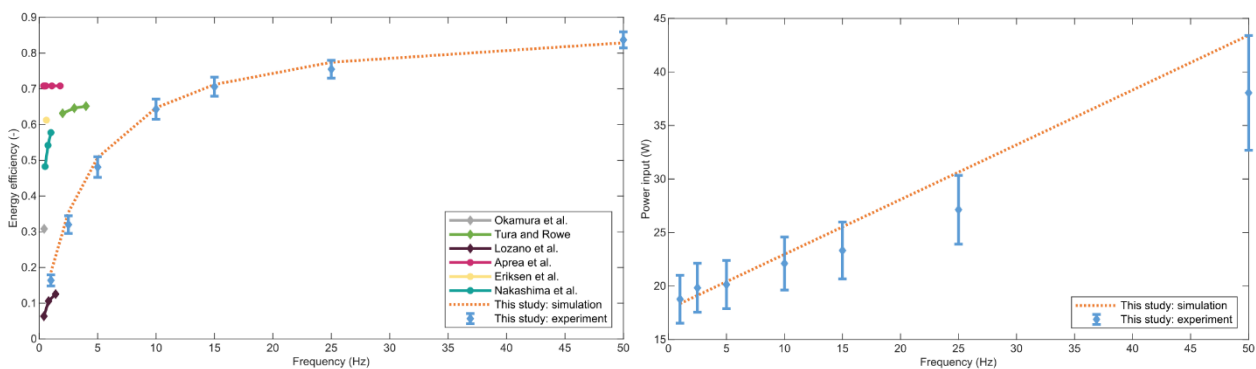 0.9
0.8
0.7
0.6
0.5
0.4
0.3
0.2
0.1
0
Energy efficiency (-)
Okamura et al.
Tura and Rowe
Lozano et al.
Aprea et al.
Eriksen et al.
Nakashima et al.
This study: simulation
This study: experiment
0 5 10 15 20 25 30 35 40 45 50
Frequency (Hz)
45
40
35
30
25
20
15
Power input (W)
This study: simulation
This study: experiment
5 10 15 20 25 30 35 40 45 50
Frequency (Hz)